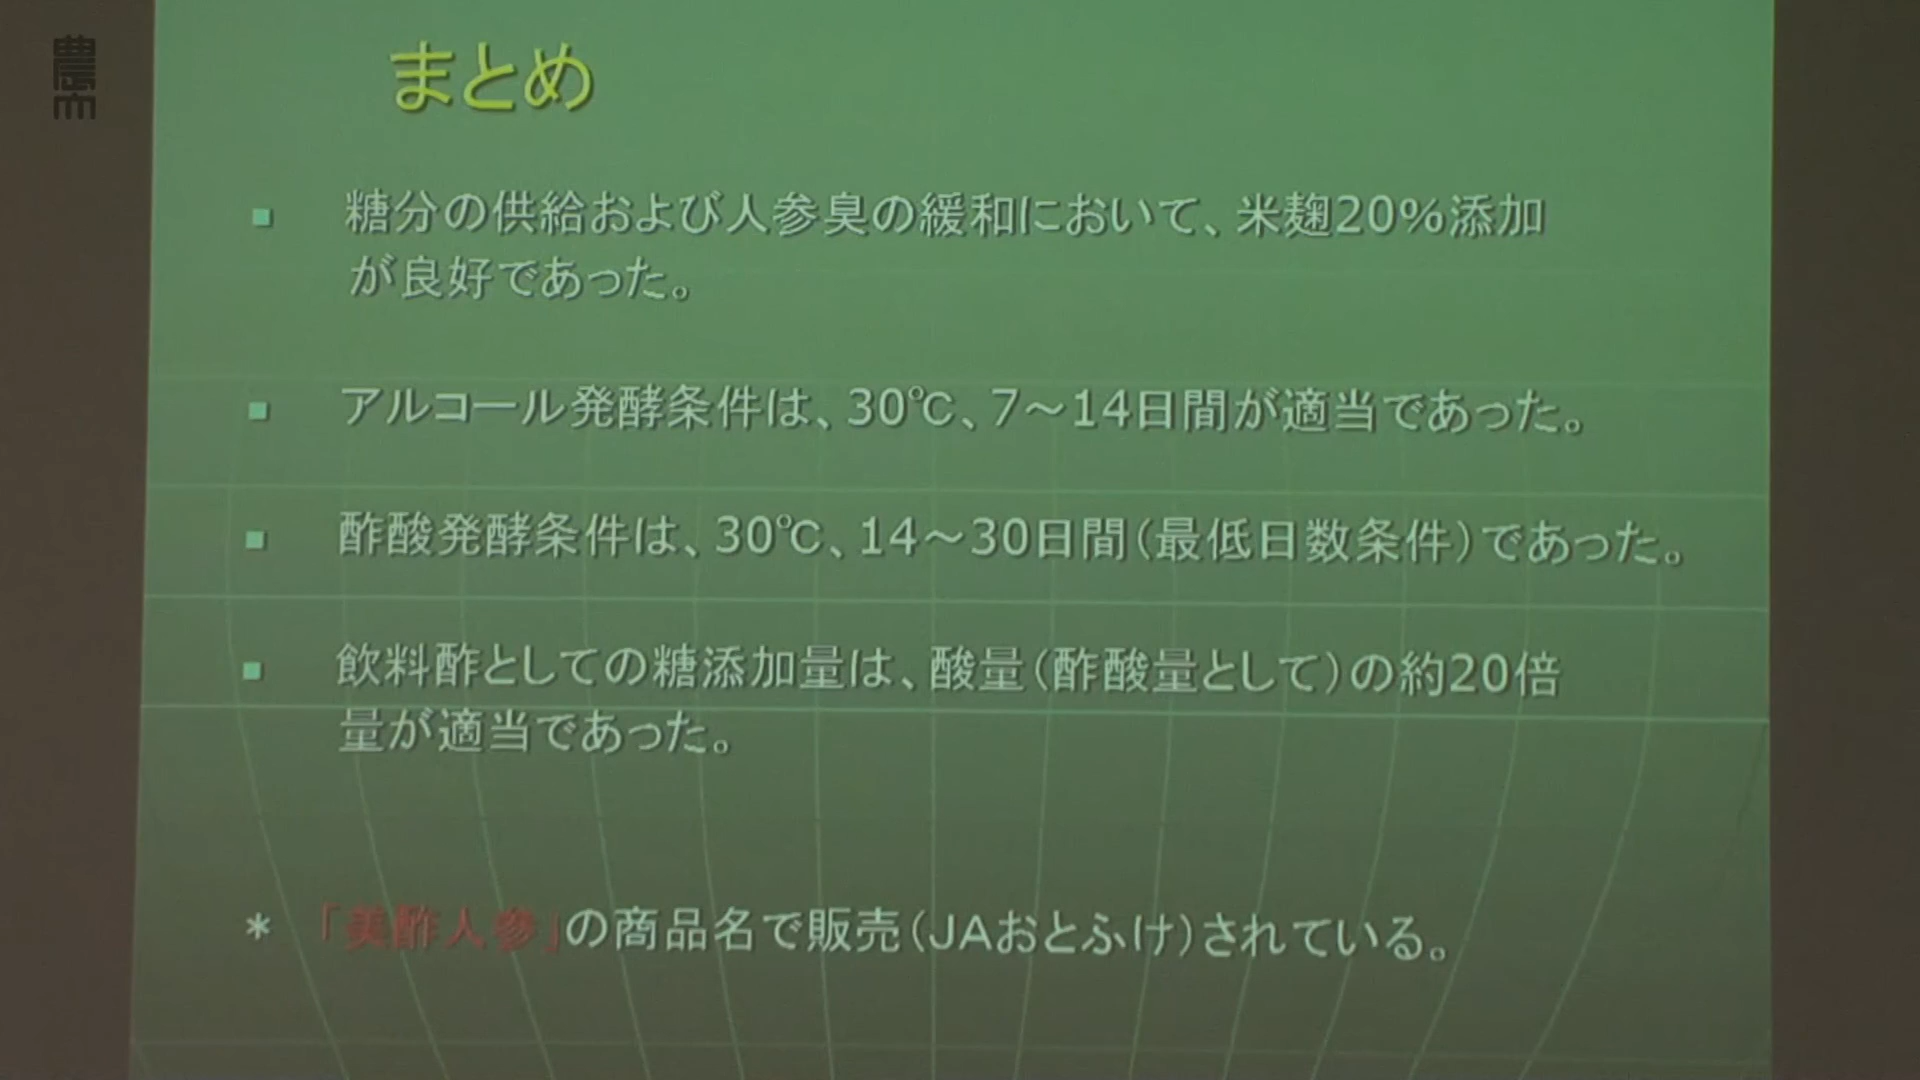 まとめ
■ 糖分の供給および人参臭の緩和において、米麹20%添加
が良好であった。
■ アルコール発酵条件は、30℃、7～14日間が適当であった。
■ 酢酸発酵条件は、30℃、14～30日間(最低日数条件)であった。
■ 飲料酢としての糖添加量は、酸量(酢酸量として)の約20倍
量が適当であった。
* 「美酢人参」の商品名で販売(JAおとふけ)されている。